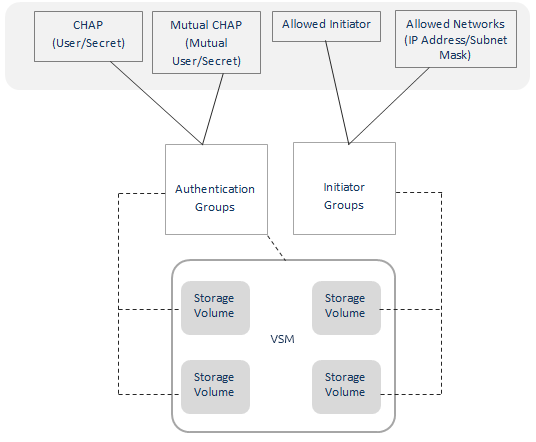 CHAP
(User/Secret)
Mutual CHAP
(Mutual
User/Secret)
Allowed Initiator
Allowed Networks
(IP Address/Subnet
Mask)
Authentication
Groups
Initiator
Groups
Storage
Volume
Storage
Volume
VSM
Storage
Volume
Storage
Volume